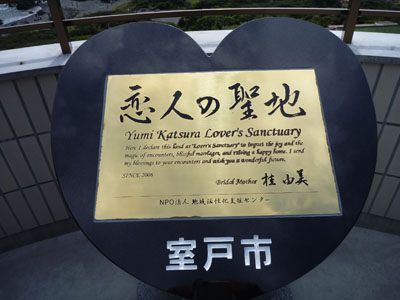 恋人の聖地
Yumi Katsura Lover's Sanctuary
Here I declare this land as "Lover's Sanctuary" to impart the joy and the
magic of encounters, blissful marriages, and raising a happy home. I send
my blessings to your encounters and wish you a wonderful future.
SINCE 2006
Bridal Mother 桂 由美
NPO法人 地域活性化支援センター
室戸市